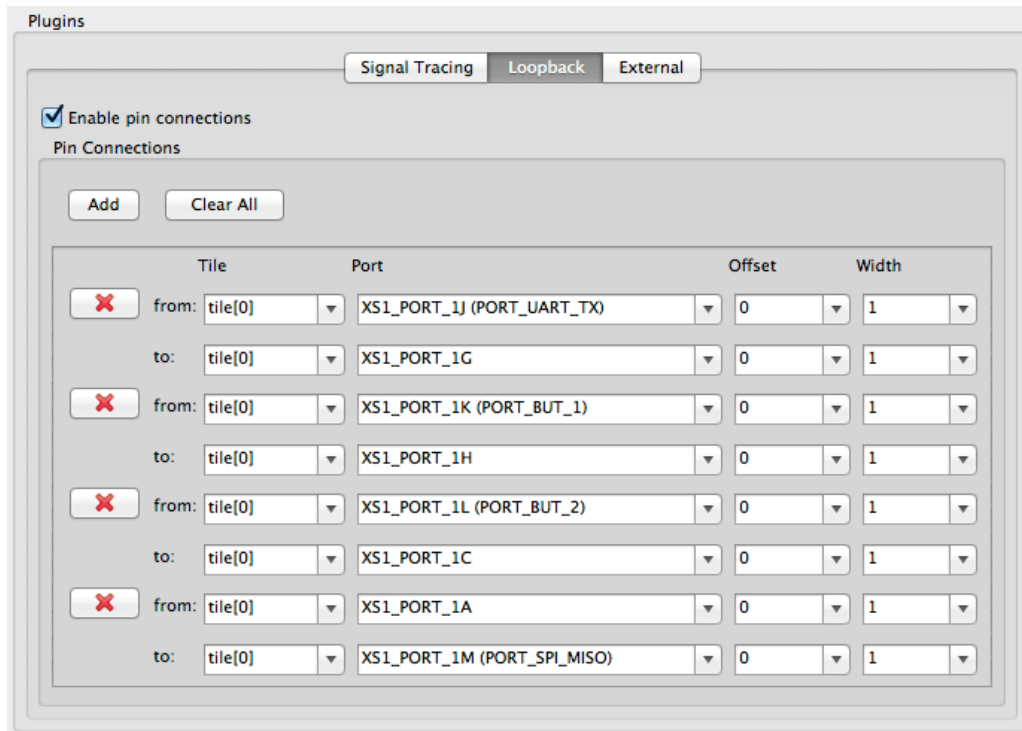 Plugins
Signal Tracing Loopback External
Enable pin connections
Pin Connections
Add Clear All
Tile Port Offset Width
from: tile[0] XS1_PORT_1J (PORT_UART_TX) 0 1
to: tile[0] XS1_PORT_1G 0 1
from: tile[0] XS1_PORT_1K (PORT_BUT_1) 0 1
to: tile[0] XS1_PORT_1H 0 1
from: tile[0] XS1_PORT_1L (PORT_BUT_2) 0 1
to: tile[0] XS1_PORT_1C 0 1
from: tile[0] XS1_PORT_1A 0 1
to: tile[0] XS1_PORT_1M (PORT_SPI_MISO) 0 1